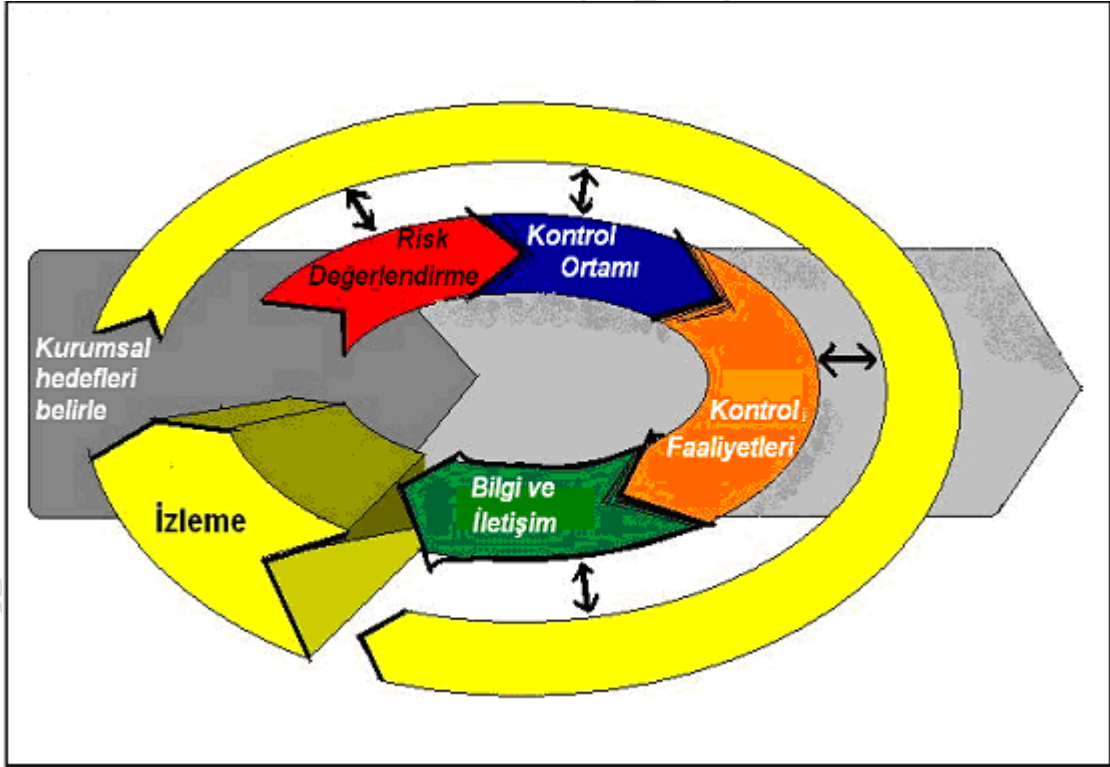 Risk
Değerlendirme
Kontrol
Ortamı
Kurumsal
hedefleri
belirle
Kontrol
Faaliyetleri
Bilgi ve
İletişim
İzleme